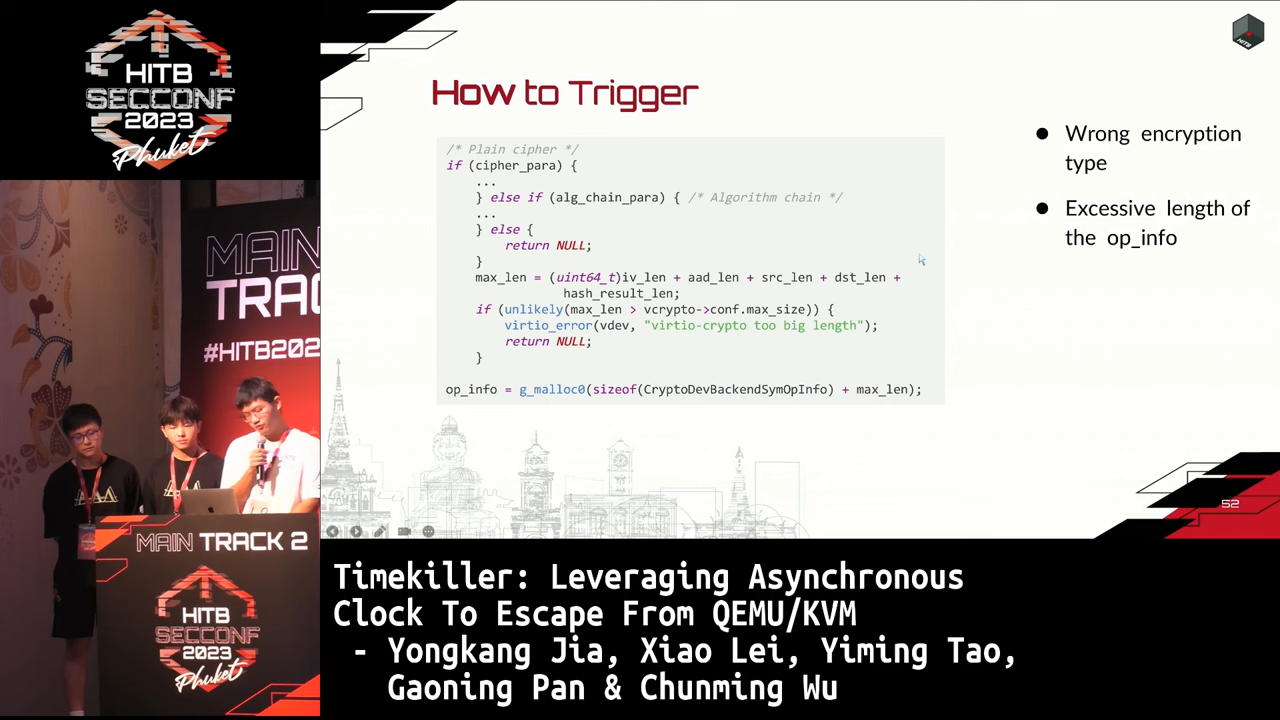 HITB
SECCONF
2023
Phuket
MAIN
TRAC
#HITB202
MAIN TRACK 2
HITB
SECCONF
2023
Phuket
HITB
How to Trigger
/* Plain cipher */
if (cipher_para) {
...
} else if (alg_chain_para) { /* Algorithm chain */
...
} else {
return NULL;
}
max_len = (uint64_t)iv_len + aad_len + src_len + dst_len +
hash_result_len;
if (unlikely(max_len > vcrypto->conf.max_size)) {
virtio_error(vdev, "virtio-crypto too big length");
return NULL;
}
op_info = g_malloc0(sizeof(CryptoDevBackendSymOpInfo) + max_len);
● Wrong encryption
type
● Excessive length of
the op_info
52
Timekiller: Leveraging Asynchronous
Clock To Escape From QEMU/KVM
- Yongkang Jia, Xiao Lei, Yiming Tao,
Gaoning Pan & Chunming Wu